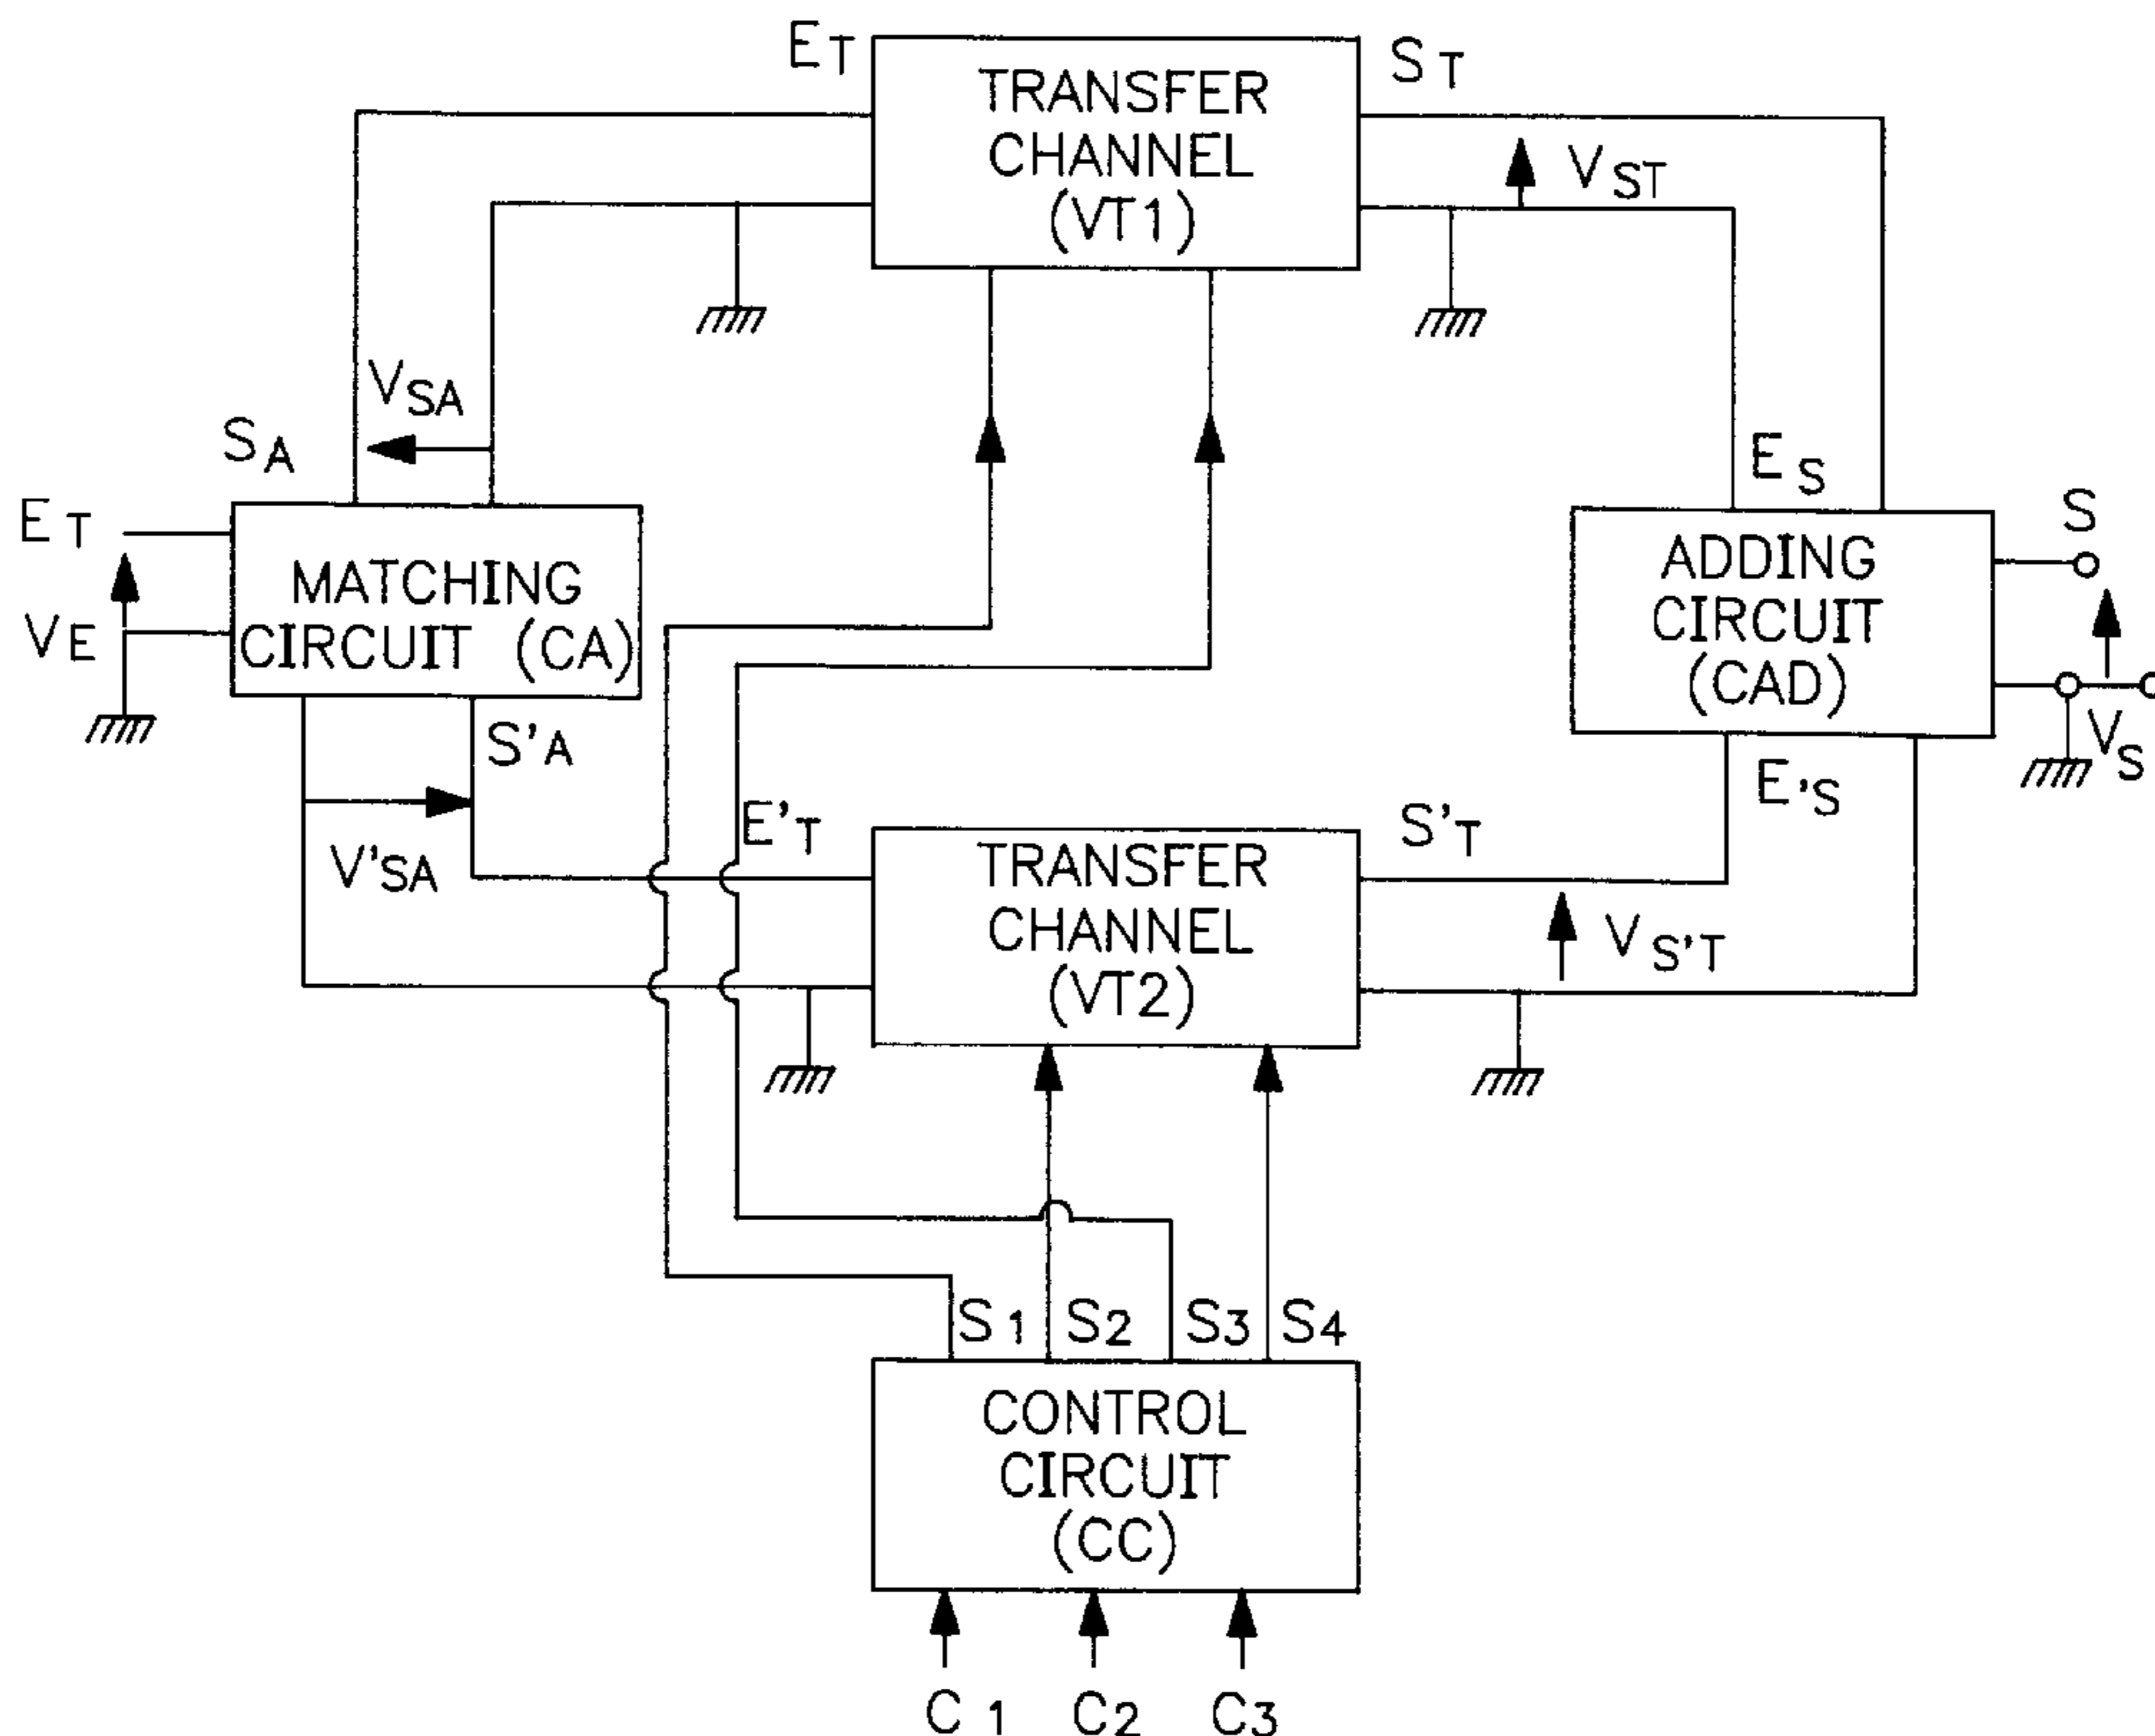 ET
TRANSFER
CHANNEL
(VT1)
ST
VST
VSA
SA
ES
ET
VE
MATCHING
CIRCUIT (CA)
ADDING
CIRCUIT
(CAD)
S
VS
S'A
V'SA
E'T
E'S
S'T
TRANSFER
CHANNEL
(VT2)
VS'T
S1 S2 S3 S4
CONTROL
CIRCUIT
(CC)
C1 C2 C3